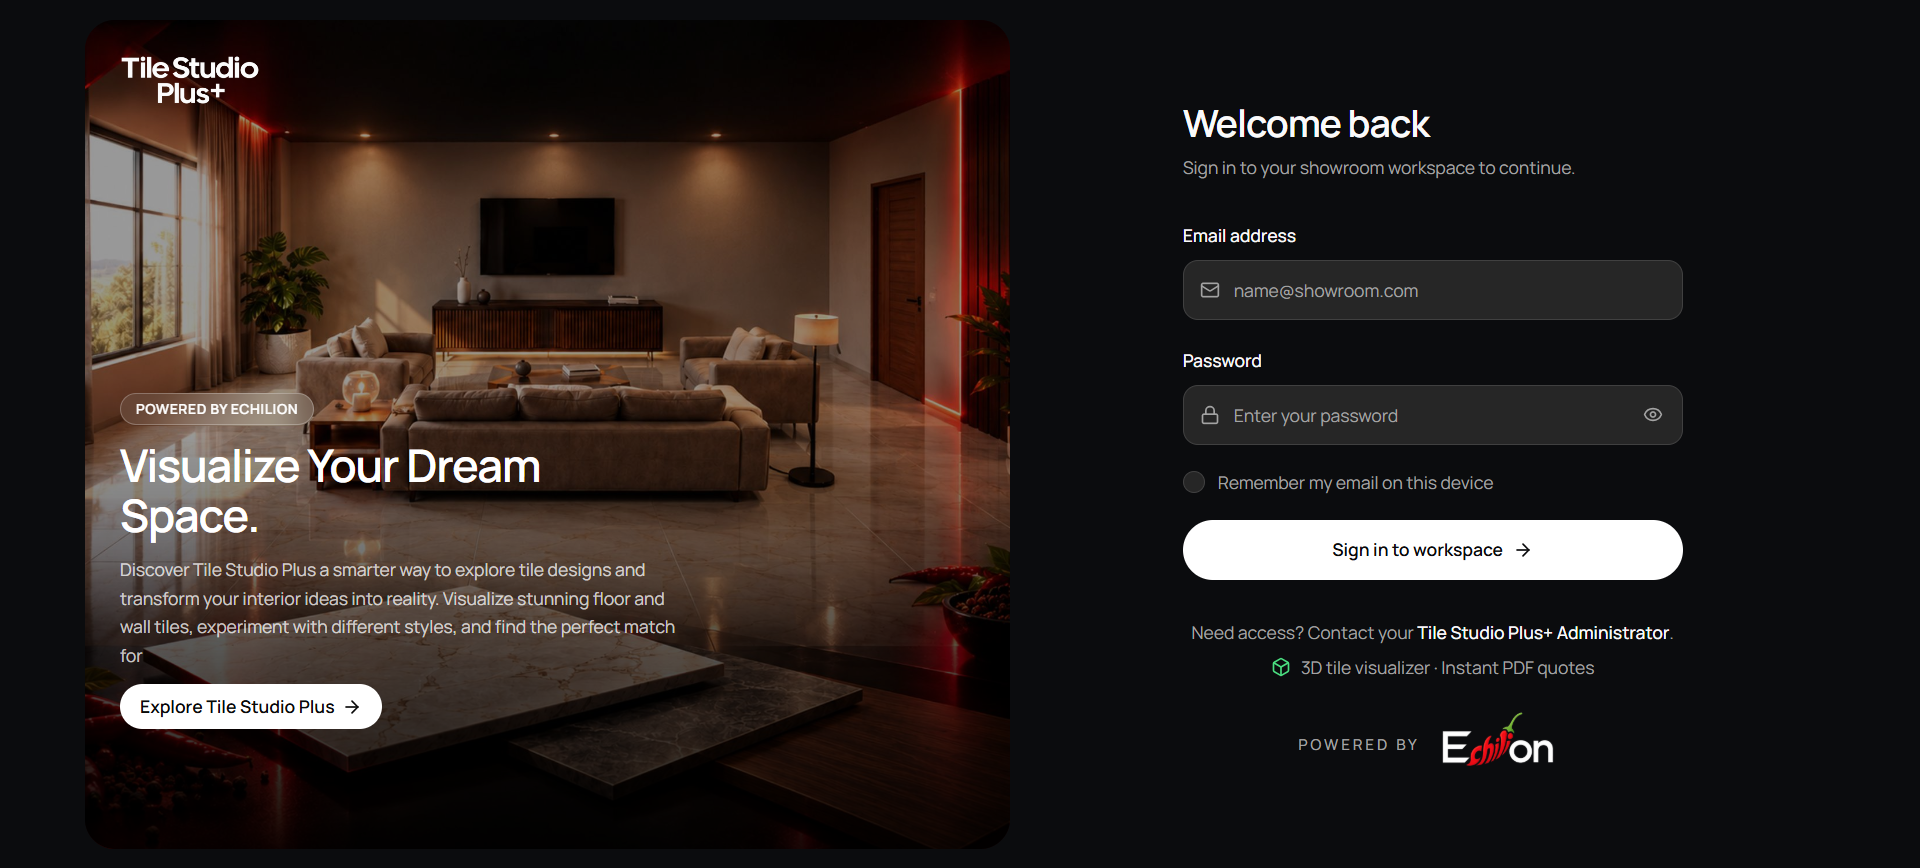 Tile Studio
Plus+
POWERED BY ECHILION
Visualize Your Dream
Space.
Discover Tile Studio Plus a smarter way to explore tile designs and
transform your interior ideas into reality. Visualize stunning floor and
wall tiles, experiment with different styles, and find the perfect match
for
Explore Tile Studio Plus
Welcome back
Sign in to your showroom workspace to continue.
Email address
name@showroom.com
Password
Enter your password
Remember my email on this device
Sign in to workspace
Need access? Contact your Tile Studio Plus+ Administrator.
3D tile visualizer · Instant PDF quotes
POWERED BY Echilion